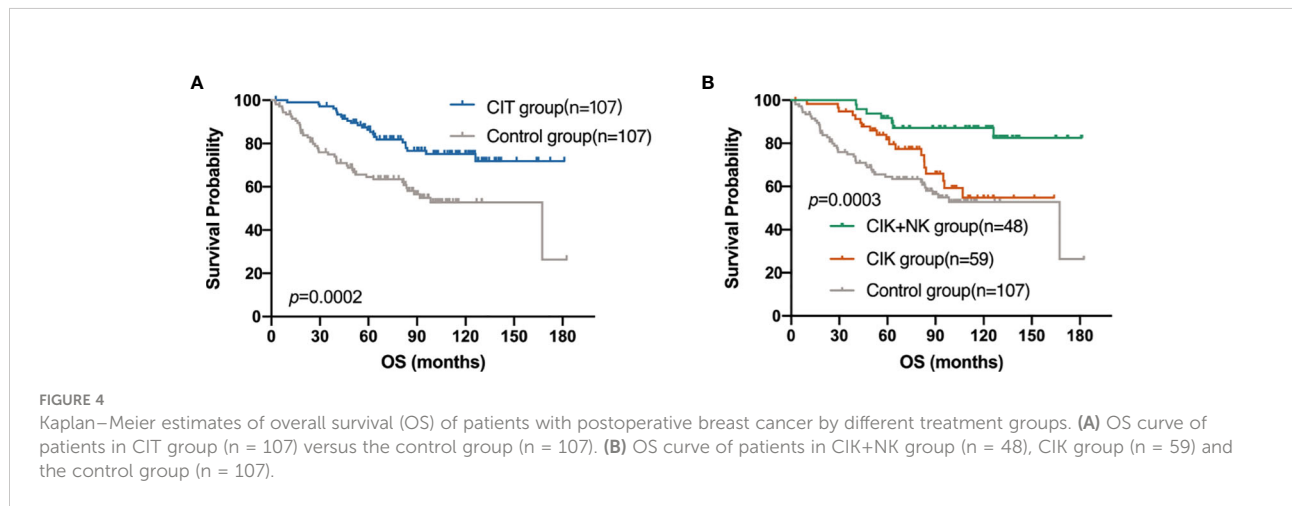 A
B
Survival Probability
100
80
60
40
20
0
CIT group(n=107)
Control group(n=107)
p=0.0002
0 30 60 90 120 150 180
OS (months)
Survival Probability
100
80
60
40
20
0
p=0.0003
CIK+NK group(n=48)
CIK group(n=59)
Control group(n=107)
0 30 60 90 120 150 180
OS (months)
FIGURE 4
Kaplan–Meier estimates of overall survival (OS) of patients with postoperative breast cancer by different treatment groups. (A) OS curve of
patients in CIT group (n = 107) versus the control group (n = 107). (B) OS curve of patients in CIK+NK group (n = 48), CIK group (n = 59) and
the control group (n = 107).